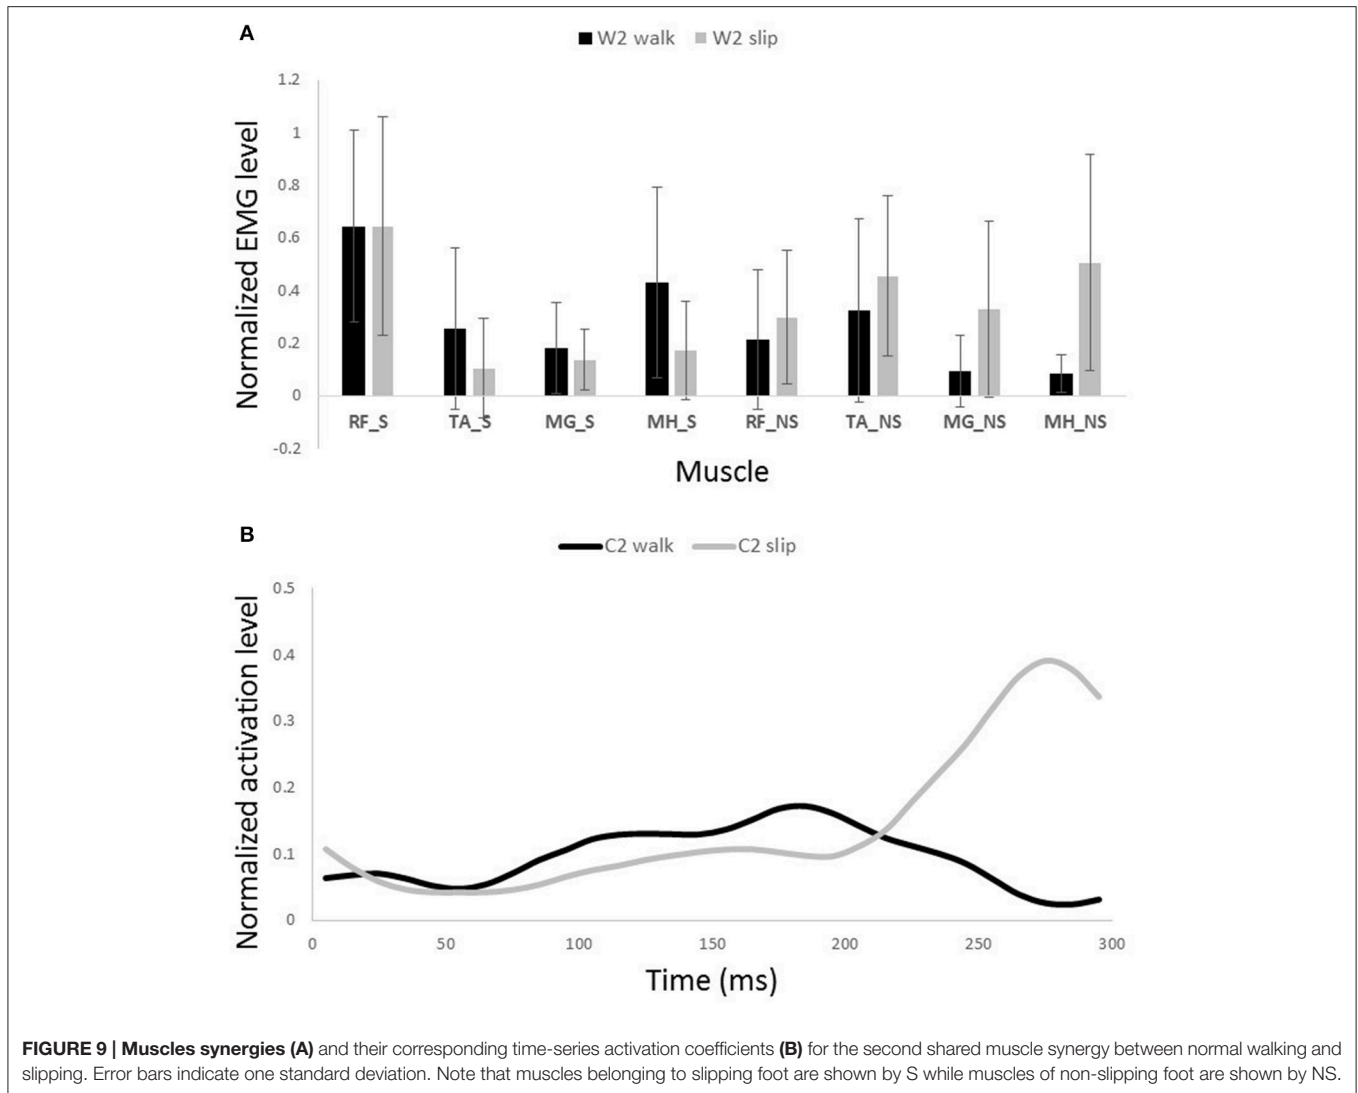 A
W2 walk W2 slip
1.2
1
0.8
0.6
0.4
0.2
0
-0.2
Normalized EMG level
RF_S TA_S MG_S MH_S RF_NS TA_NS MG_NS MH_NS
Muscle
B
C2 walk C2 slip
0.5
0.4
0.3
0.2
0.1
0
Normalized activation level
0 50 100 150 200 250 300
Time (ms)
FIGURE 9 | Muscles synergies (A) and their corresponding time-series activation coefficients (B) for the second shared muscle synergy between normal walking and
slipping. Error bars indicate one standard deviation. Note that muscles belonging to slipping foot are shown by S while muscles of non-slipping foot are shown by NS.